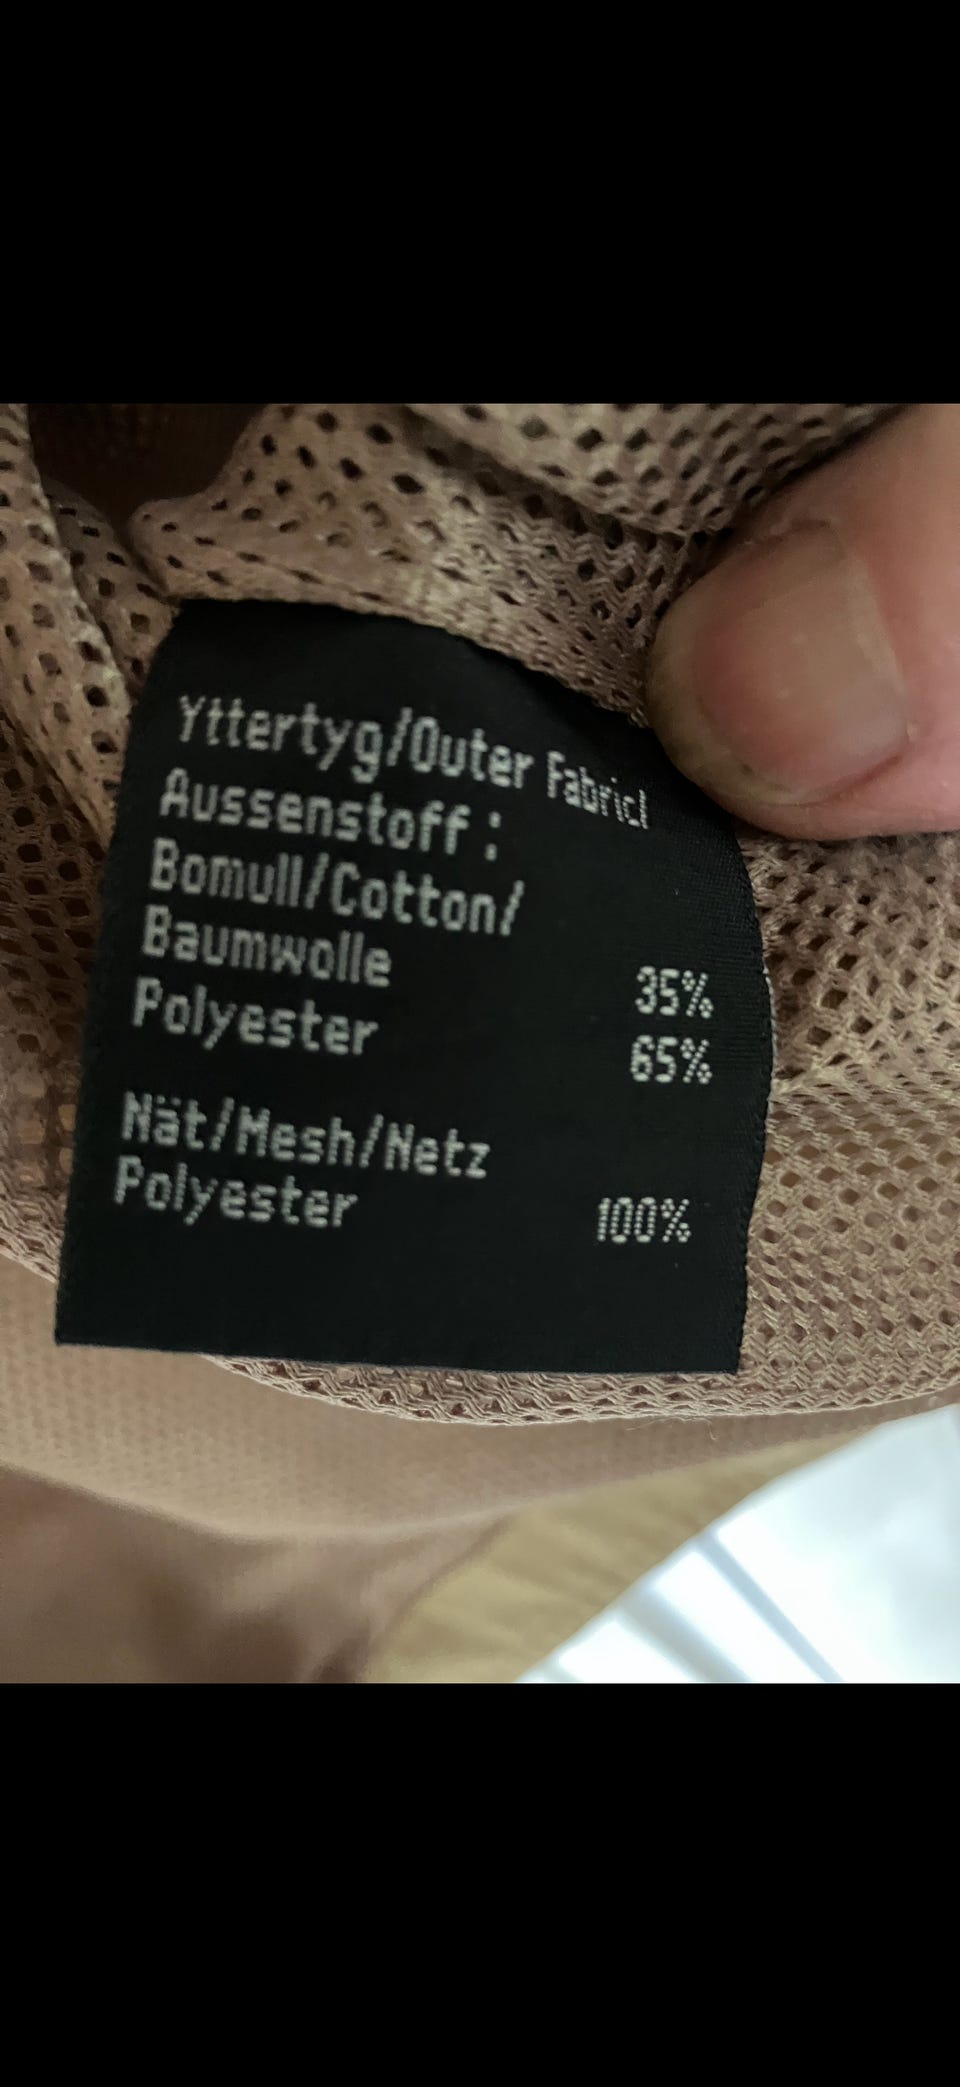 Yttertyg/Outer Fabric/
Aussenstoff:
Bomull/Cotton/
Baumwolle 35%
Polyester 65%
Nät/Mesh/Netz
Polyester 100%